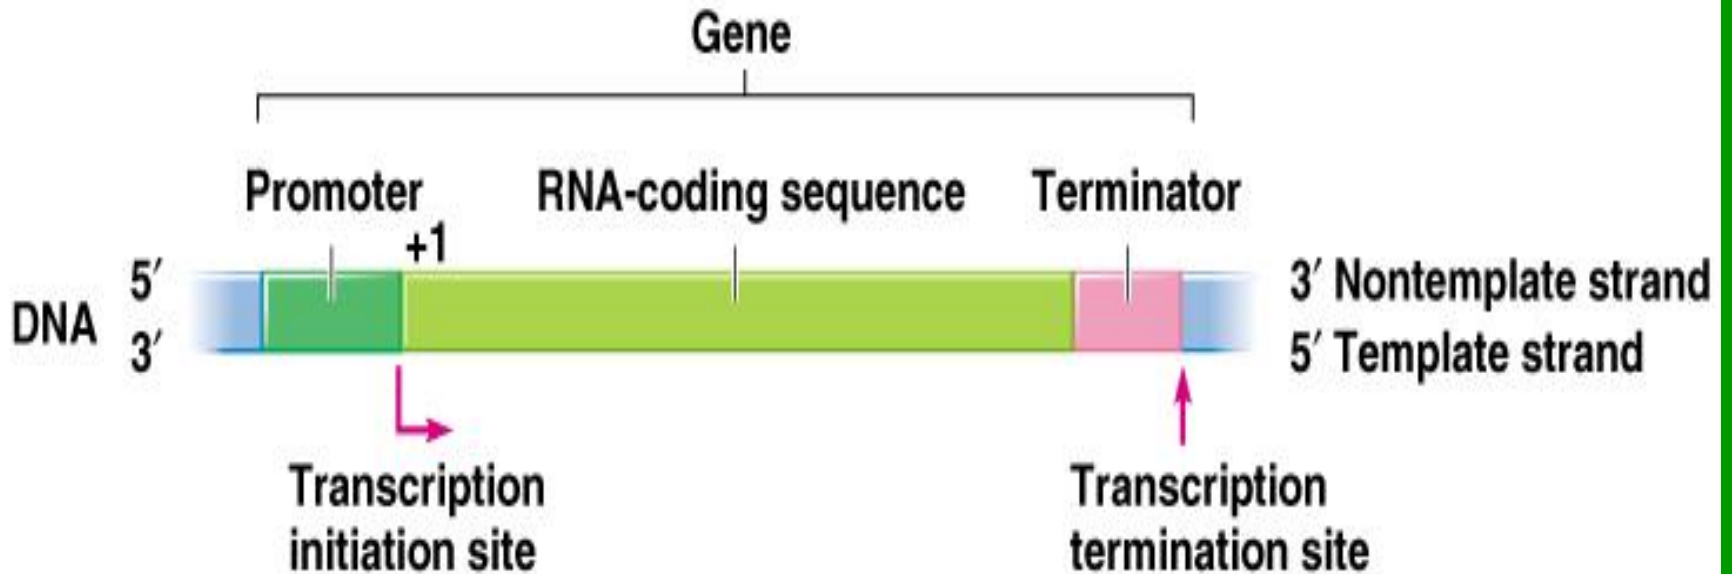 Gene
Promoter RNA-coding sequence Terminator
+1
5′ 3′ Nontemplate strand
DNA
3′ 5′ Template strand
Transcription initiation site
Transcription termination site